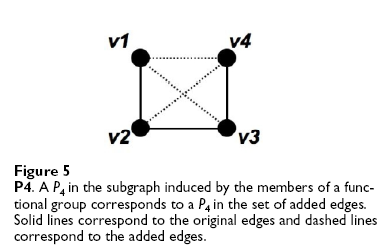 v1
v4
v2
v3
Figure 5
P4. A P4 in the subgraph induced by the members of a func-
tional group corresponds to a P4 in the set of added edges.
Solid lines correspond to the original edges and dashed lines
correspond to the added edges.